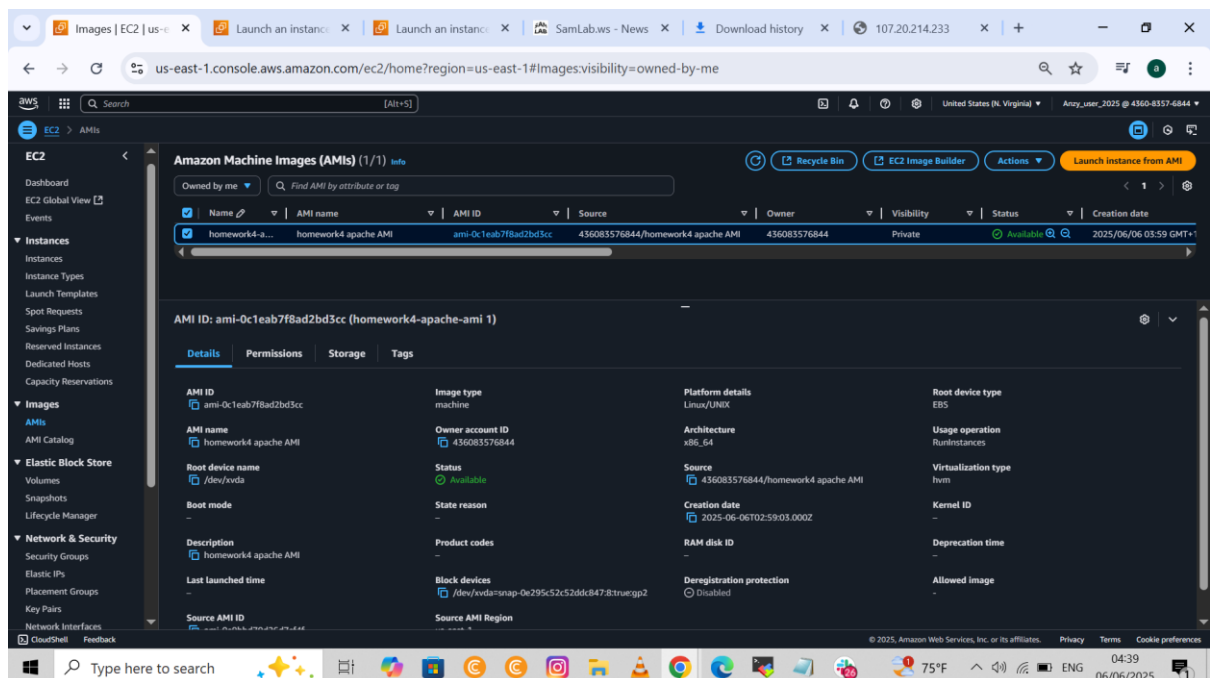 Images | EC2 | us-e
Launch an instance
Launch an instance
SamLab.ws - News
Download history
107.20.214.233
us-east-1.console.aws.amazon.com/ec2/home?region=us-east-1#Images:visibility=owned-by-me
a
aws
Search
[Alt+S]
United States (N. Virginia)
Anzy_user_2025 @ 4360-8357-6844
EC2 > AMIs
EC2
Dashboard
EC2 Global View
Events
Instances
Instances
Instance Types
Launch Templates
Spot Requests
Savings Plans
Reserved Instances
Dedicated Hosts
Capacity Reservations
Images
AMIs
AMI Catalog
Elastic Block Store
Volumes
Snapshots
Lifecycle Manager
Network & Security
Security Groups
Elastic IPs
Placement Groups
Key Pairs
Network Interfaces
Amazon Machine Images (AMIs) (1/1) Info
Recycle Bin
EC2 Image Builder
Actions
Launch instance from AMI
Owned by me
Find AMI by attribute or tag
1
Name AMI name AMI ID Source Owner Visibility Status Creation date
homework4-a... homework4 apache AMI ami-0c1eab7f8ad2bd3cc 436083576844/homework4 apache AMI 436083576844 Private Available 2025/06/06 03:59 GMT+1
AMI ID: ami-0c1eab7f8ad2bd3cc (homework4-apache-ami 1)
Details Permissions Storage Tags
AMI ID Image type Platform details Root device type
ami-0c1eab7f8ad2bd3cc machine Linux/UNIX EBS
AMI name Owner account ID Architecture Usage operation
homework4 apache AMI 436083576844 x86_64 RunInstances
Root device name Status Source Virtualization type
/dev/xvda Available 436083576844/homework4 apache AMI hvm
Boot mode State reason Creation date Kernel ID
– – 2025-06-06T02:59:03.000Z –
Description Product codes RAM disk ID Deprecation time
homework4 apache AMI – – –
Last launched time Block devices Deregistration protection Allowed image
– /dev/xvda=snap-0e295c52c52ddc847:8:true:gp2 Disabled -
Source AMI ID Source AMI Region
CloudShell Feedback
© 2025, Amazon Web Services, Inc. or its affiliates. Privacy Terms Cookie preferences
Type here to search
26
75°F
ENG
04:39
06/06/2025
1